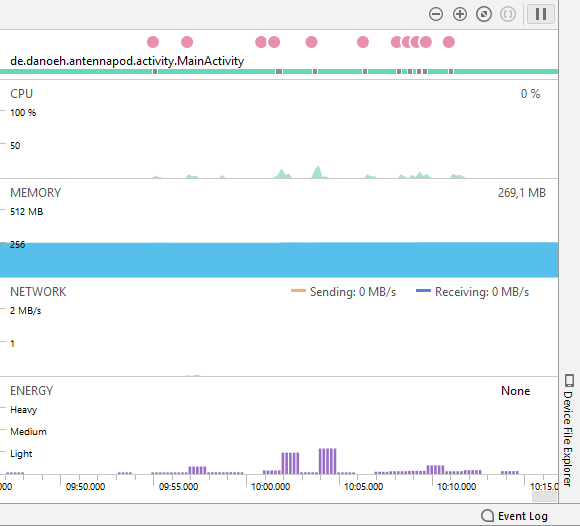 de.danoeh.antennapod.activity.MainActivity
CPU 0 %
100 %
50
MEMORY 269,1 MB
512 MB
256
NETWORK Sending: 0 MB/s Receiving: 0 MB/s
2 MB/s
1
ENERGY None
Heavy
Medium
Light
.000 09:50.000 09:55.000 10:00.000 10:05.000 10:10.000 10:15.0
Device File Explorer
Event Log